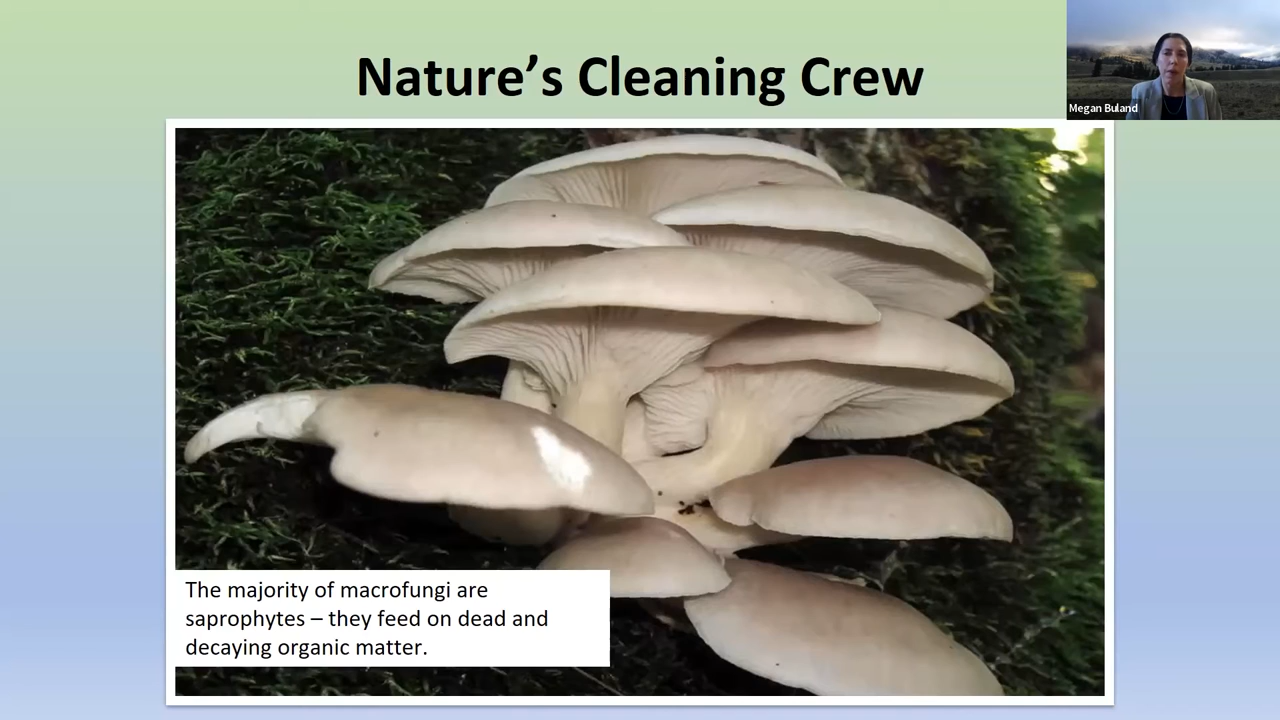 Nature’s Cleaning Crew
Megan Buland
The majority of macrofungi are
saprophytes – they feed on dead and
decaying organic matter.